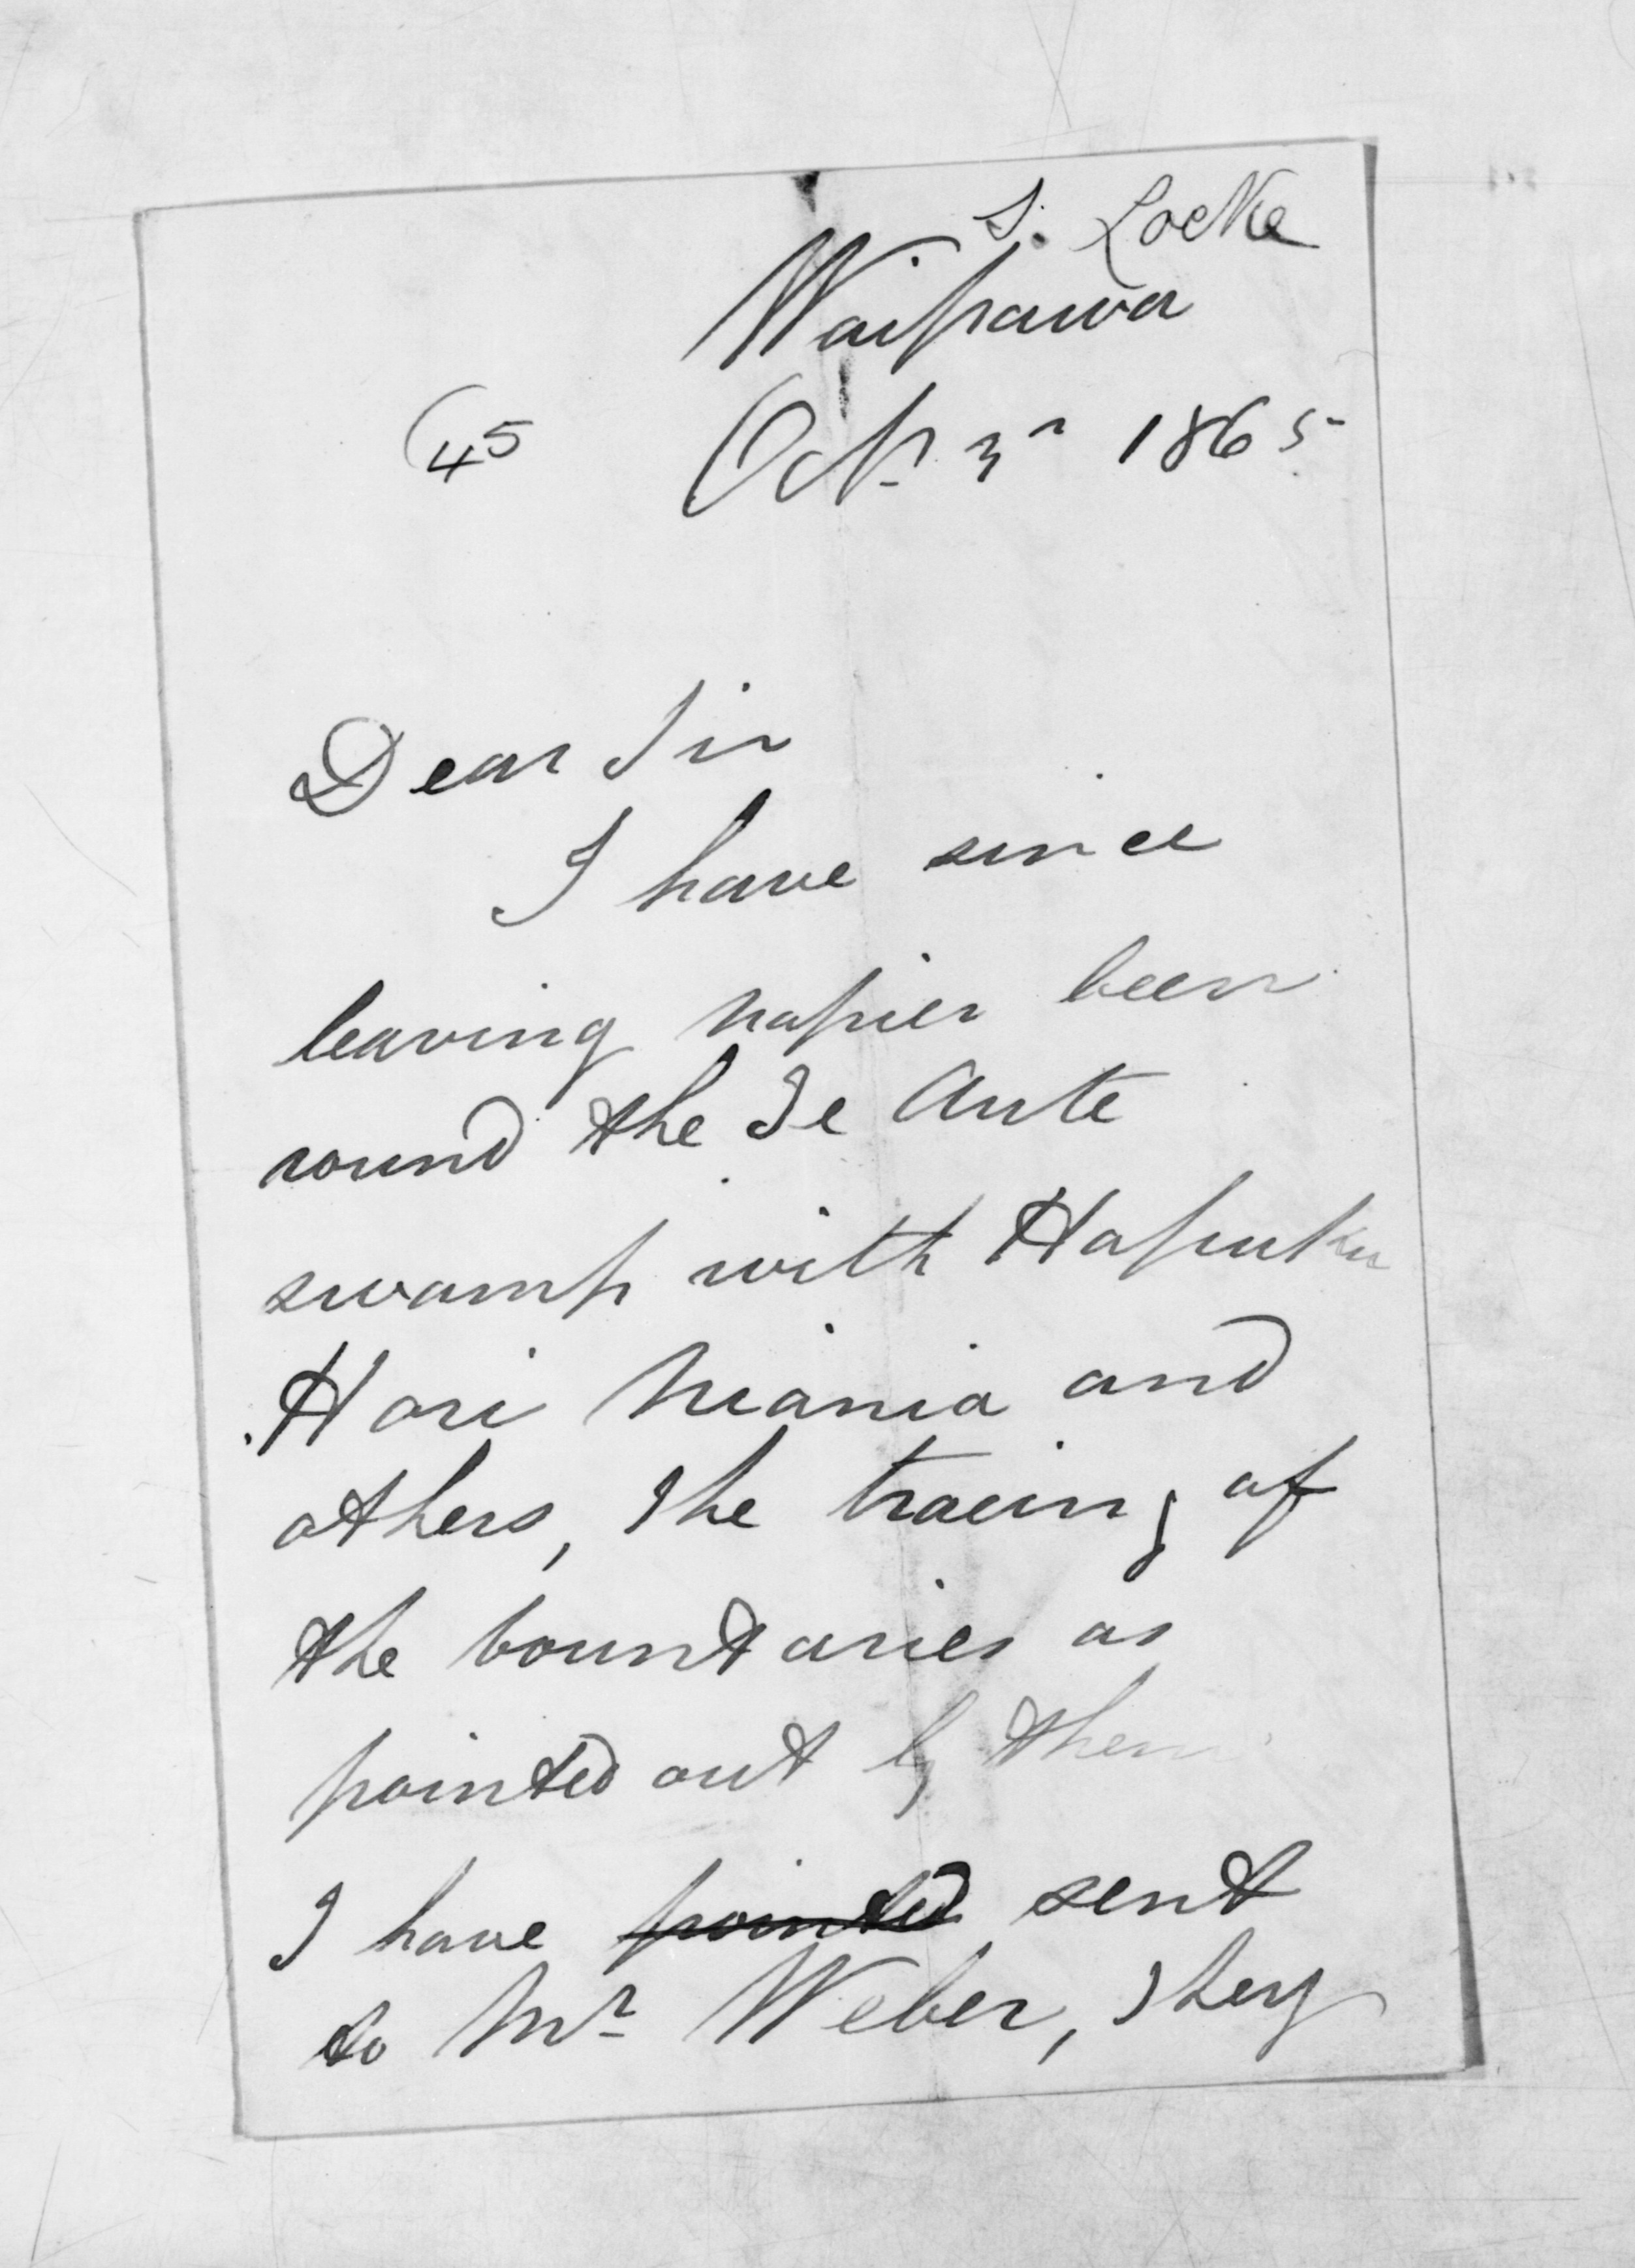 S. Locke
Waipawa
(45
Octr. 3r 1865
Dear Sir
I have since
leaving Napier been
round the Te Aute
swamp with Hapuku
Hori Niania and
others, The tracing of
the boundaries as
pointed out by them
I have pointed sent
to Mr Weber, They